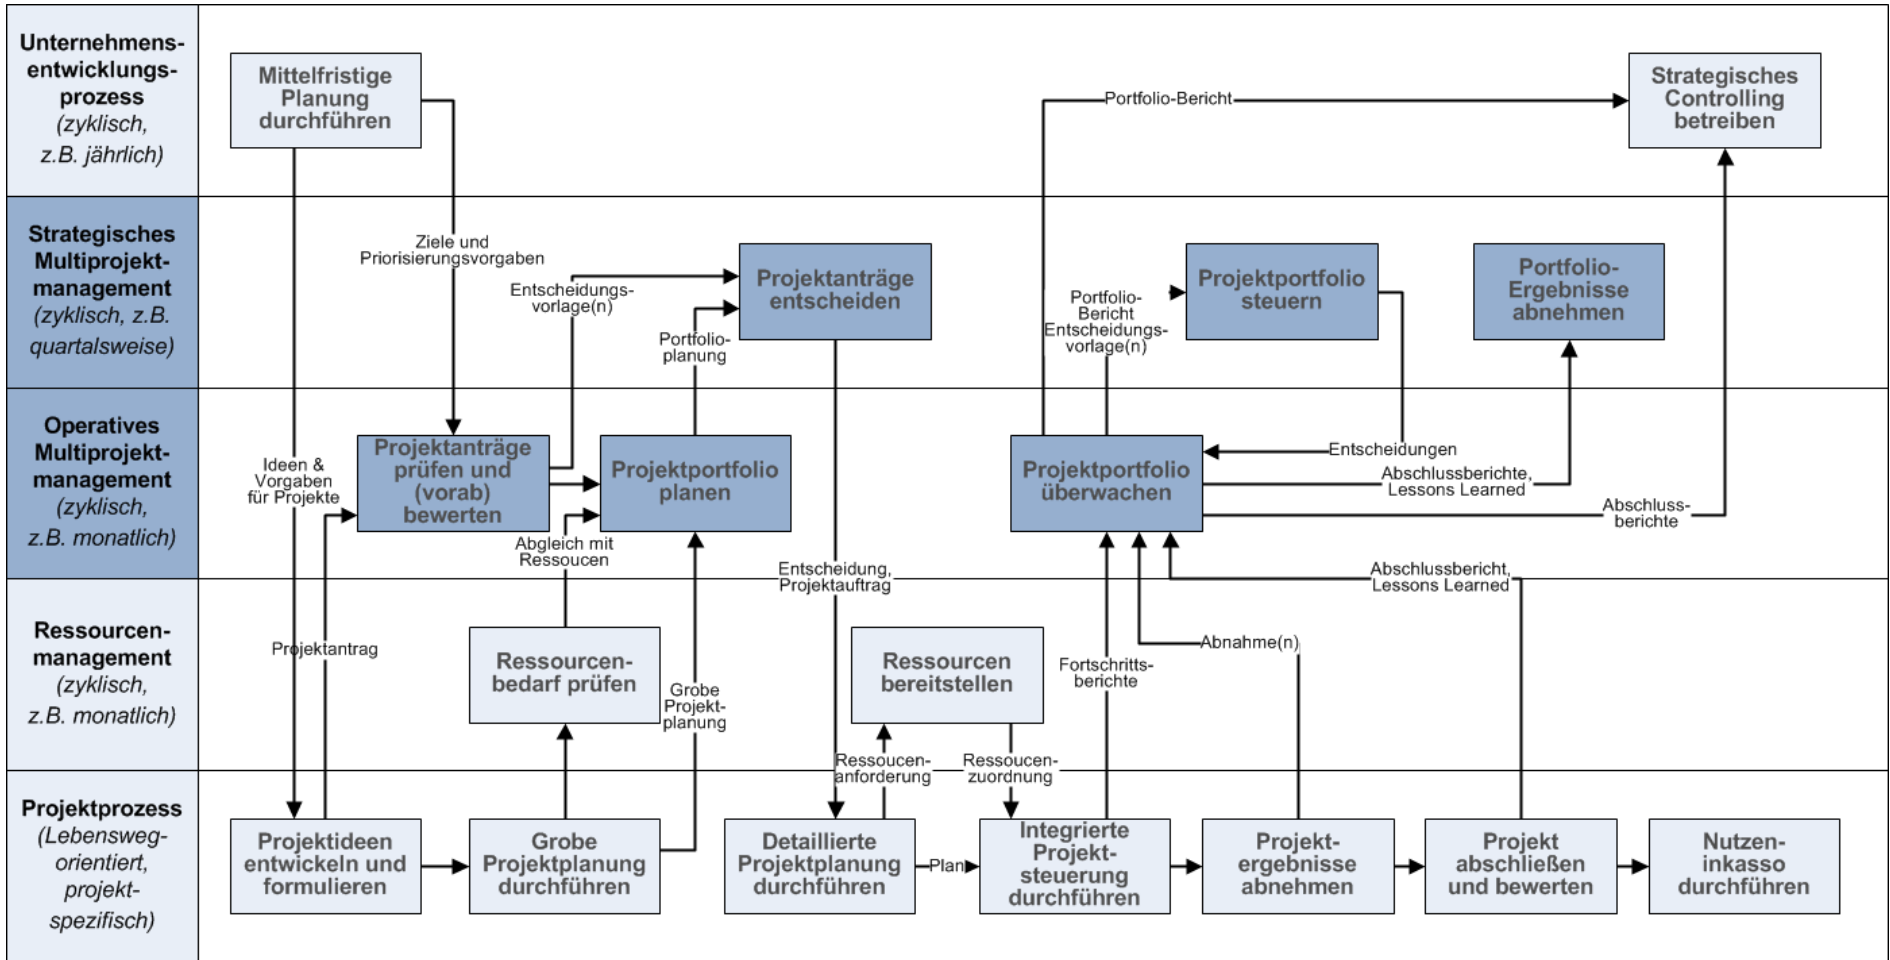 Unternehmens-
entwicklungs-
prozess
(zyklisch,
z.B. jährlich)
Mittelfristige
Planung
durchführen
Portfolio-Bericht
Strategisches
Controlling
betreiben
Strategisches
Multiprojekt-
management
(zyklisch, z.B.
quartalsweise)
Ziele und
Priorisierungsvorgaben
Entscheidungs-
vorlage(n)
Portfolio-
planung
Projektanträge
entscheiden
Portfolio-
Bericht
Entscheidungs-
vorlage(n)
Projektportfolio
steuern
Portfolio-
Ergebnisse
abnehmen
Operatives
Multiprojekt-
management
(zyklisch,
z.B. monatlich)
Ideen &
Vorgaben
für Projekte
Projektanträge
prüfen und
(vorab)
bewerten
Projektportfolio
planen
Abgleich mit
Ressoucen
Entscheidung,
Projektauftrag
Projektportfolio
überwachen
Entscheidungen
Abschlussberichte,
Lessons Learned
Abschluss-
berichte
Abschlussbericht,
Lessons Learned
Ressourcen-
management
(zyklisch,
z.B. monatlich)
Projektantrag
Ressourcen-
bedarf prüfen
Grobe
Projekt-
planung
Ressourcen
bereitstellen
Fortschritts-
berichte
Abnahme(n)
Ressoucen-
anforderung
Ressoucen-
zuordnung
Projektprozess
(Lebensweg-
orientiert,
projekt-
spezifisch)
Projektideen
entwickeln und
formulieren
Grobe
Projektplanung
durchführen
Detaillierte
Projektplanung
durchführen
Plan
Integrierte
Projekt-
steuerung
durchführen
Projekt-
ergebnisse
abnehmen
Projekt
abschließen
und bewerten
Nutzen-
inkasso
durchführen